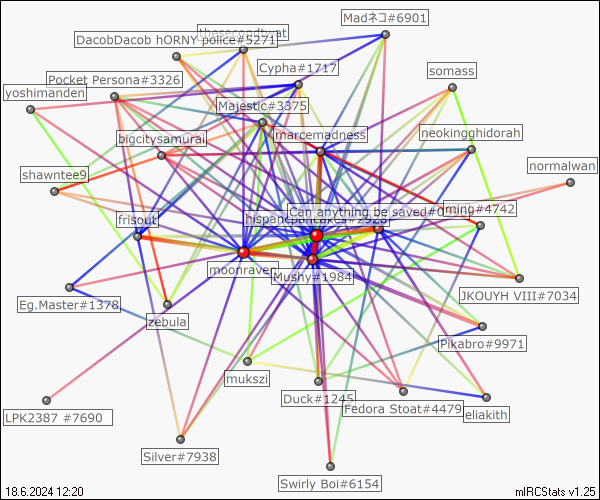 Madネコ#6901
thesecondtwat
DacobDacob hORNY police#5271
Cypha#1717
somass
Pocket Persona#3326
yoshimanden
Majestic#3375
marcemadness
neokingghidorah
bigcitysamurai
normalwan
shawntee9
Can anything be saved#0
ming#4742
frisout
hispancpancakes#2923
moonraven
Mushy#1984
JKOUYH VIII#7034
Eg.Master#1378
zebula
Pikabro#9971
mukszi
Duck#1245
Fedora Stoat#4479
eliakith
LPK2387 #7690
Silver#7938
Swirly Boi#6154
18.6.2024 12:20
mIRCStats v1.25